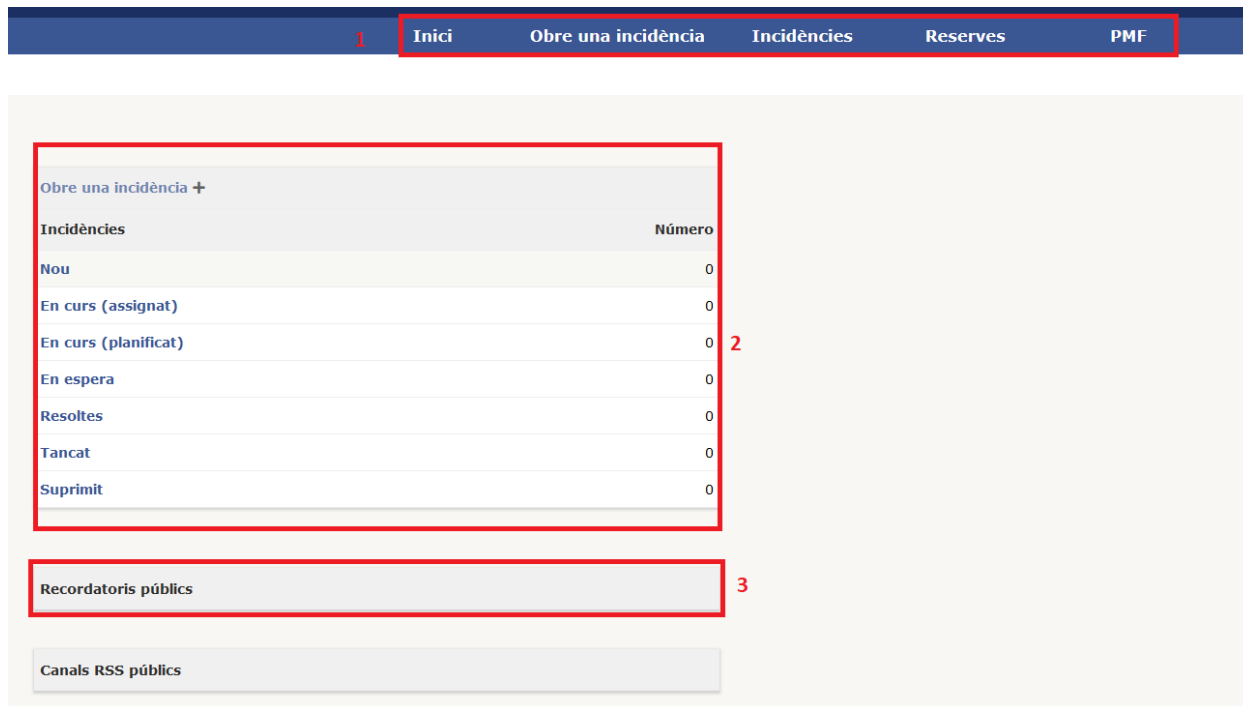 1 Inici Obre una incidència Incidències Reserves PMF
Obre una incidència +
Incidències Número
Nou 0
En curs (assignat) 0
En curs (planificat) 0 2
En espera 0
Resoltes 0
Tancat 0
Suprimit 0
Recordatoris públics 3
Canals RSS públics